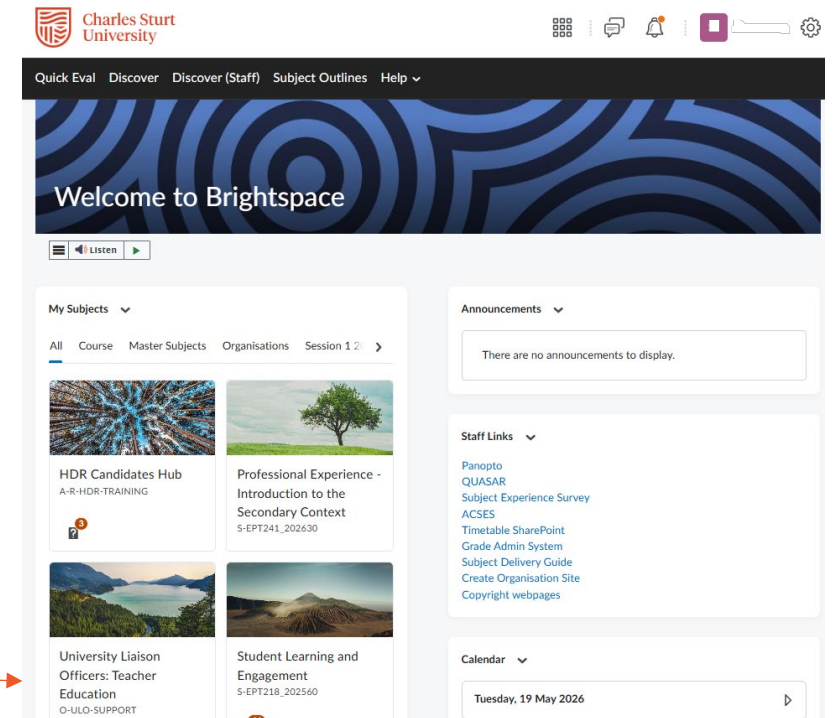 Charles Sturt
University
Quick Eval Discover Discover (Staff) Subject Outlines Help
Welcome to Brightspace
Listen
My Subjects
All Course Master Subjects Organisations Session 1 2
HDR Candidates Hub
A-R-HDR-TRAINING
3
Professional Experience -
Introduction to the
Secondary Context
S-EPT241_202630
University Liaison
Officers: Teacher
Education
O-ULO-SUPPORT
Student Learning and
Engagement
S-EPT218_202560
Announcements
There are no announcements to display.
Staff Links
Panopto
QUASAR
Subject Experience Survey
ACSES
Timetable SharePoint
Grade Admin System
Subject Delivery Guide
Create Organisation Site
Copyright webpages
Calendar
Tuesday, 19 May 2026